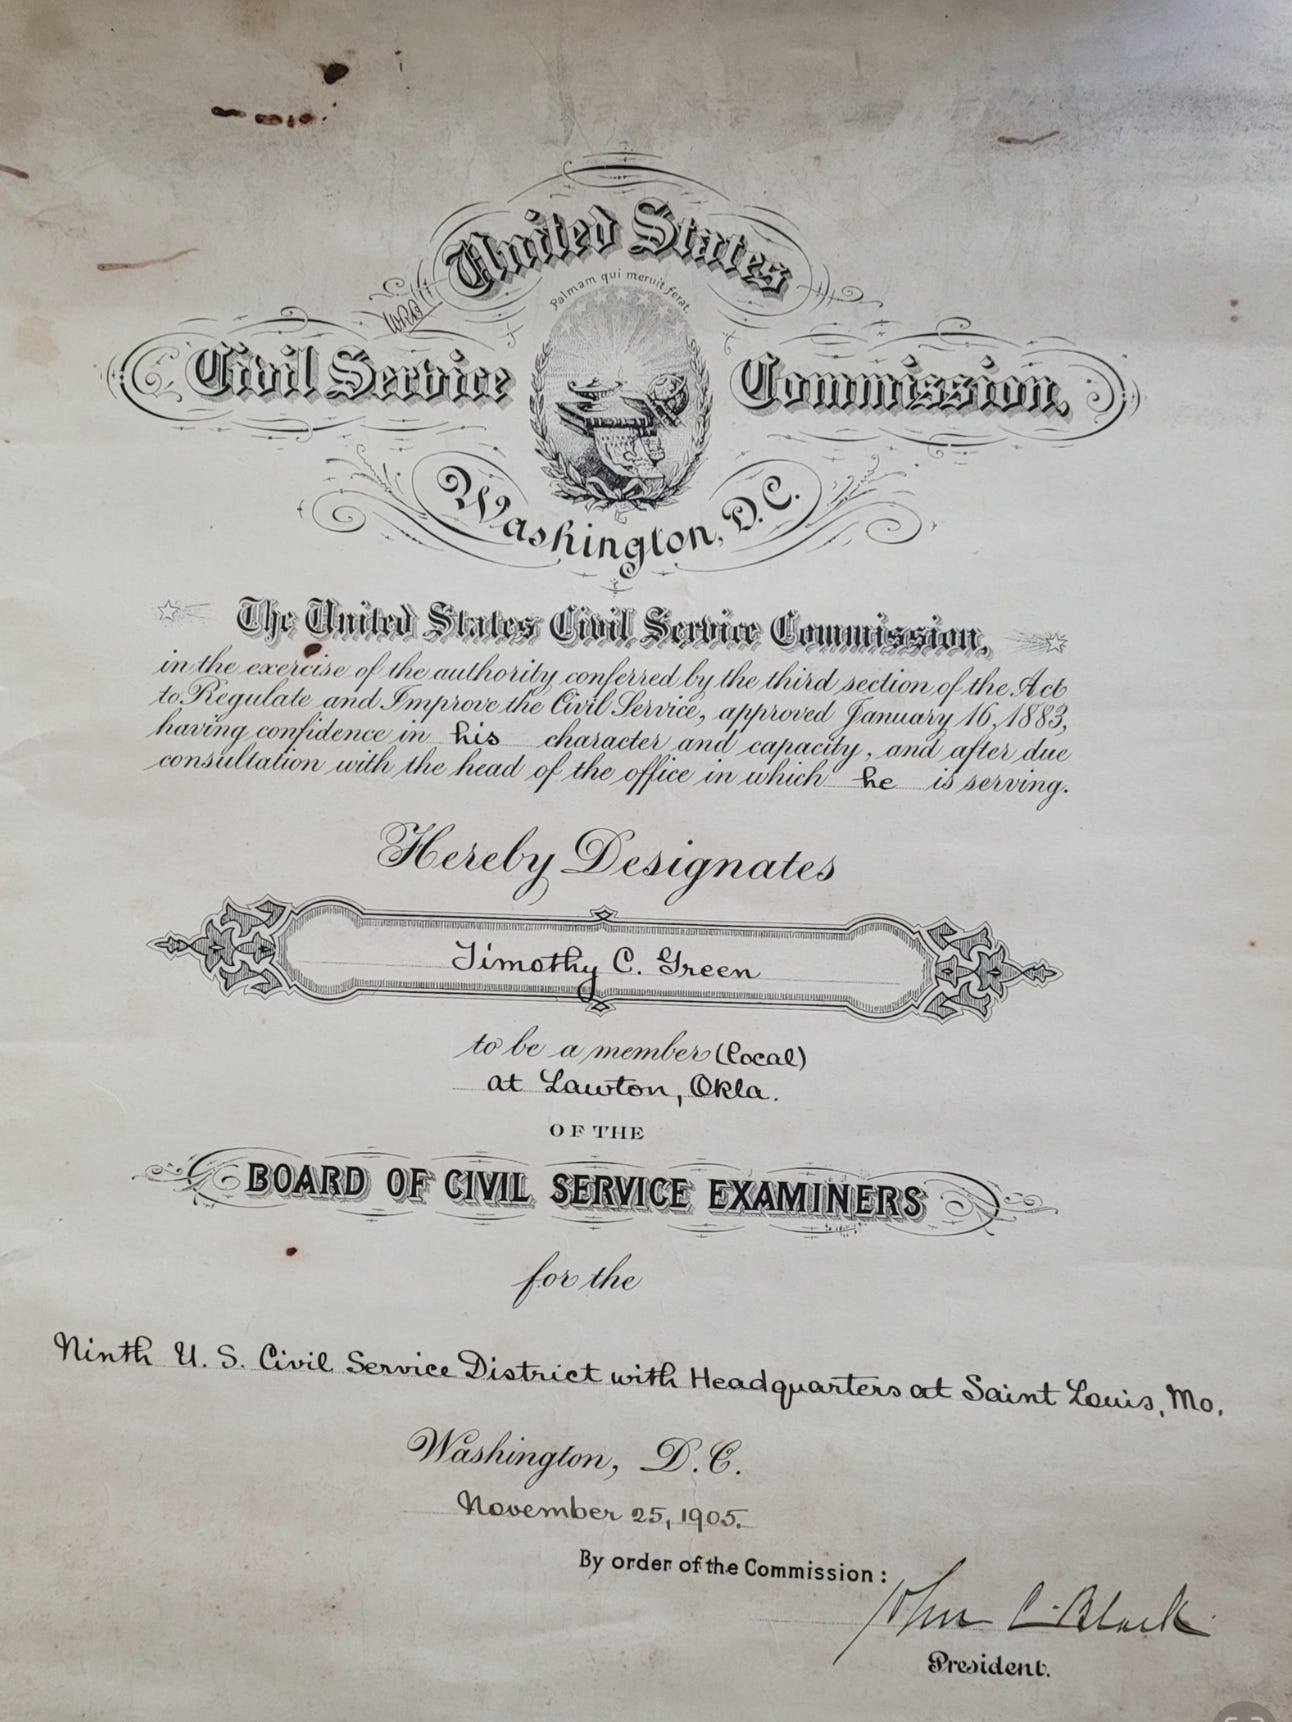 United States
Palmam qui meruit ferat.
Civil Service Commission,
Washington, D.C.
The United States Civil Service Commission,
in the exercise of the authority conferred by the third section of the Act
to Regulate and Improve the Civil Service, approved January 16, 1883,
having confidence in his character and capacity, and after due
consultation with the head of the office in which he is serving.
Hereby Designates
Timothy C. Green
to be a member (local)
at Lawton, Okla.
OF THE
BOARD OF CIVIL SERVICE EXAMINERS
for the
Ninth U. S. Civil Service District with Headquarters at Saint Louis, Mo.
Washington, D. C.
November 25, 1905.
By order of the Commission:
John C. Black
President.